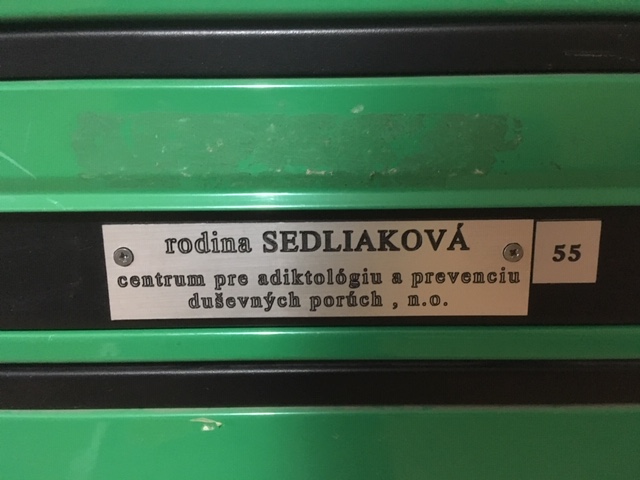 rodina SEDLIAKOVÁ
centrum pre adiktológiu a prevenciu
duševných porúch , n.o.
55